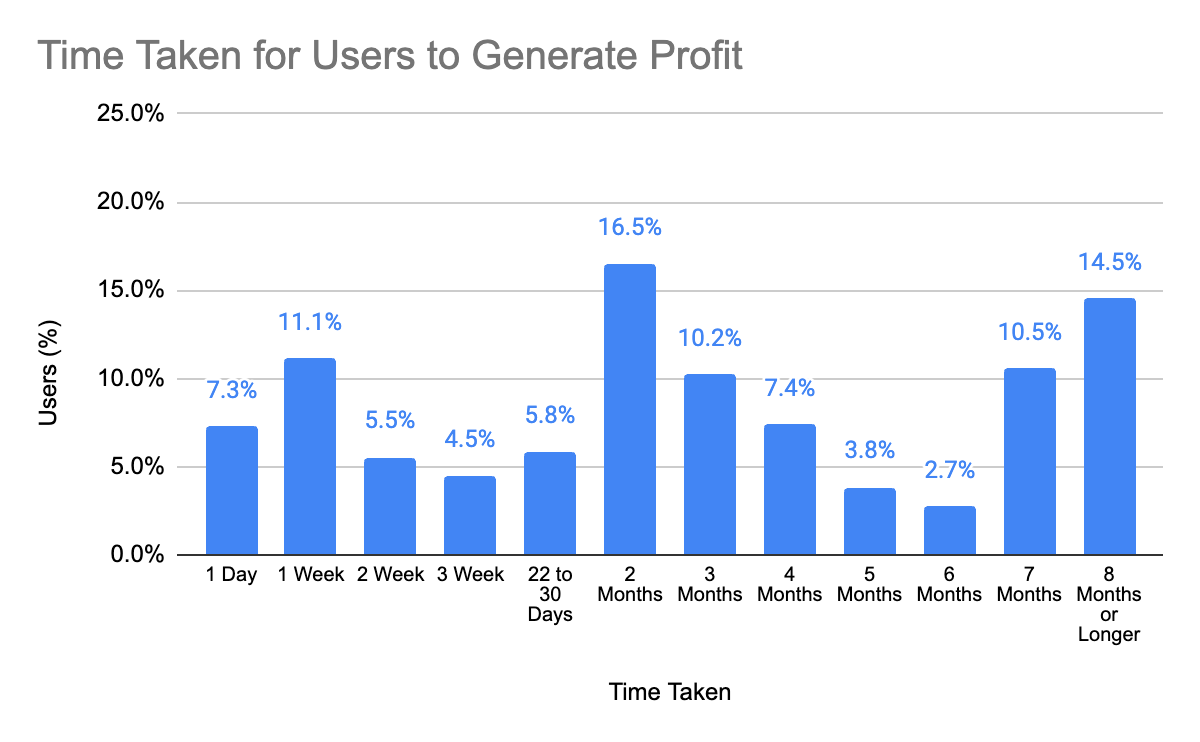 Time Taken for Users to Generate Profit
25.0%
20.0%
15.0%
10.0%
5.0%
0.0%
Users (%)
7.3%
11.1%
5.5%
4.5%
5.8%
16.5%
10.2%
7.4%
3.8%
2.7%
10.5%
14.5%
1 Day
1 Week
2 Week
3 Week
22 to
30
Days
2
Months
3
Months
4
Months
5
Months
6
Months
7
Months
8
Months
or
Longer
Time Taken